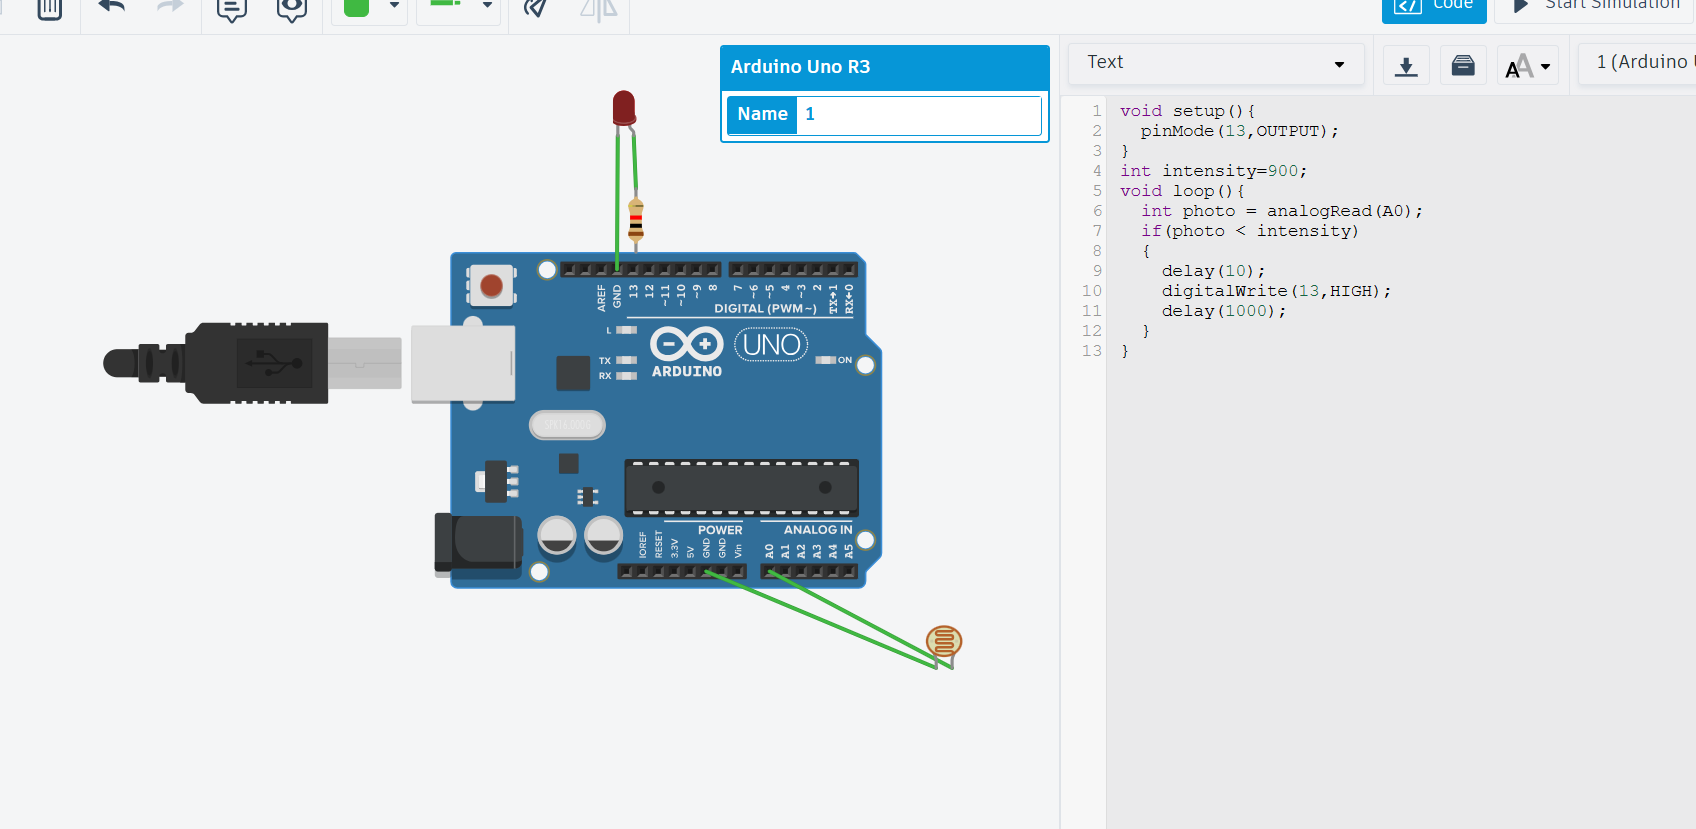 Code
Start Simulation
Arduino Uno R3
Name 1
Text
1 (Arduino
1 void setup(){
2 pinMode(13,OUTPUT);
3 }
4 int intensity=900;
5 void loop(){
6 int photo = analogRead(A0);
7 if(photo < intensity)
8 {
9 delay(10);
10 digitalWrite(13,HIGH);
11 delay(1000);
12 }
13 }
AREF GND 13 12 ~11 ~10 ~9 8 7 ~6 ~5 4 ~3 2 TX→1 RX←0
DIGITAL (PWM~)
L
TX
RX
UNO
ON
ARDUINO
POWER
ANALOG IN
IOREF RESET 3.3V 5V GND GND Vin A0 A1 A2 A3 A4 A5